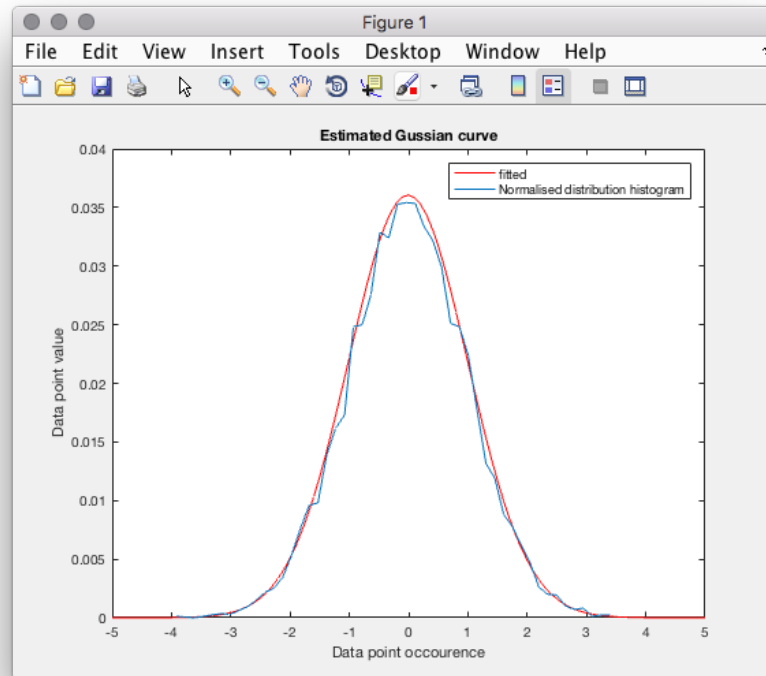 Figure 1
File Edit View Insert Tools Desktop Window Help
Estimated Gussian curve
fitted
Normalised distribution histogram
0.04
0.035
0.03
0.025
0.02
0.015
0.01
0.005
0
Data point value
-5 -4 -3 -2 -1 0 1 2 3 4 5
Data point occourence